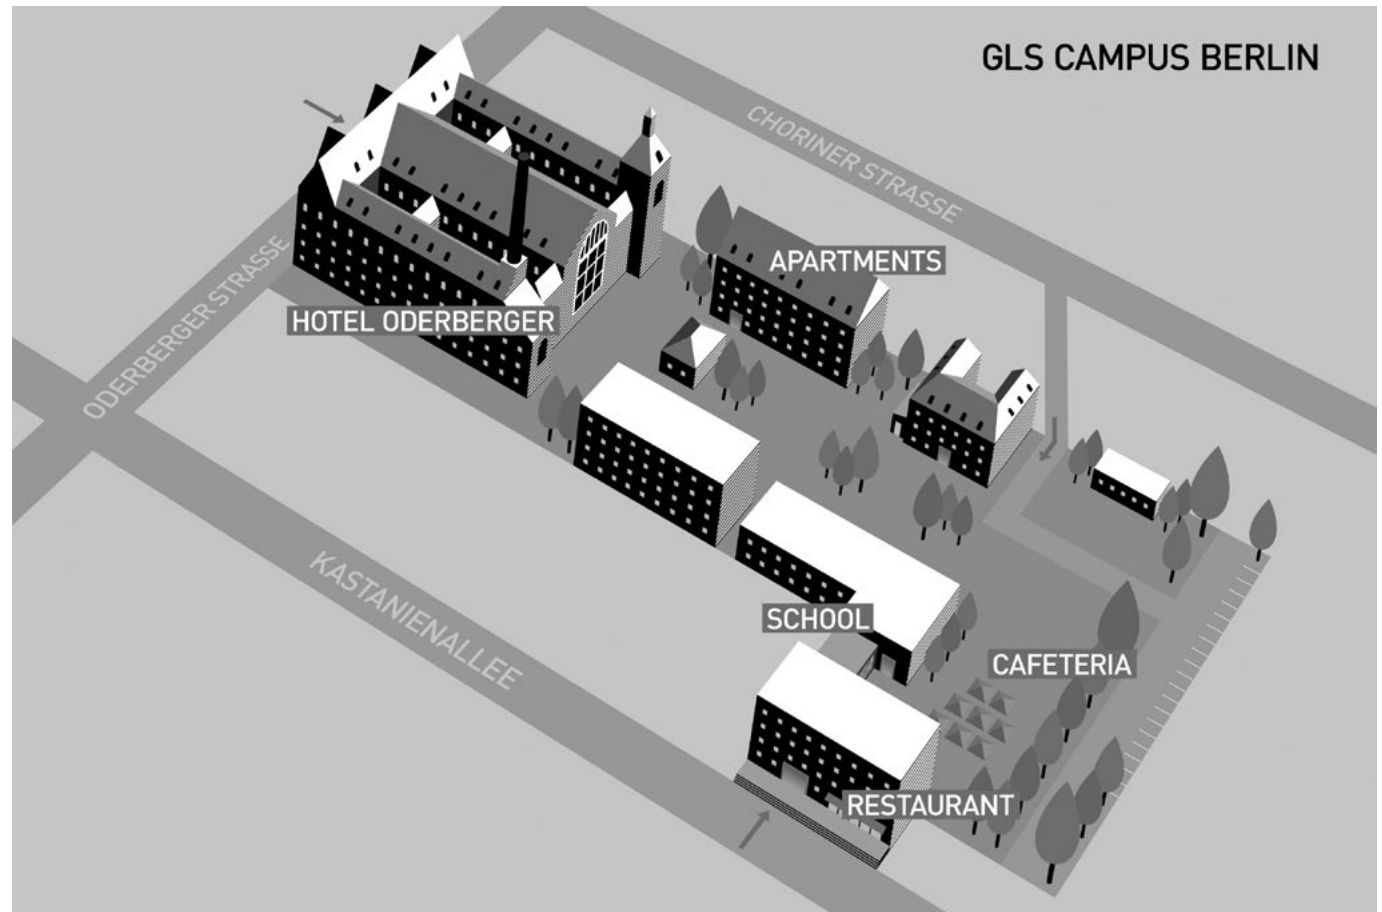 GLS CAMPUS BERLIN
CHORINER STRASSE
APARTMENTS
ODERBERGER STRASSE
HOTEL ODERBERGER
KASTANIENALLEE
SCHOOL
CAFETERIA
RESTAURANT